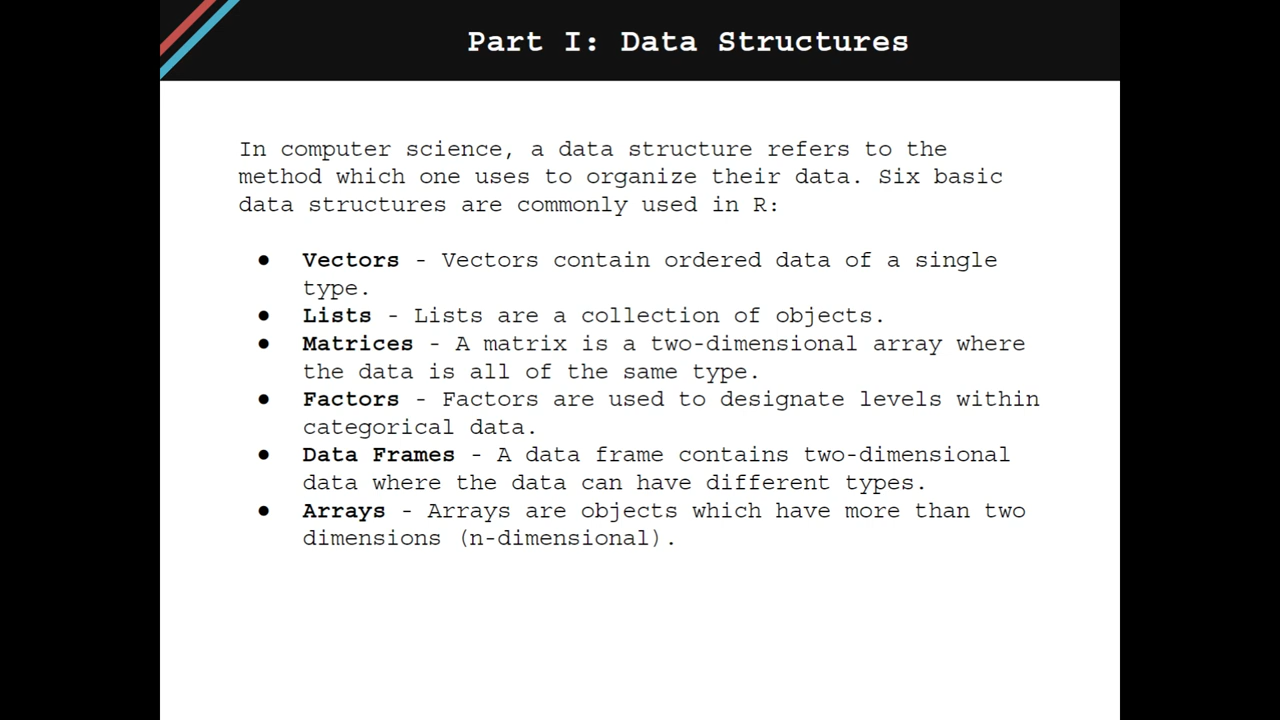 Part I: Data Structures
In computer science, a data structure refers to the
method which one uses to organize their data. Six basic
data structures are commonly used in R:
● Vectors - Vectors contain ordered data of a single
type.
● Lists - Lists are a collection of objects.
● Matrices - A matrix is a two-dimensional array where
the data is all of the same type.
● Factors - Factors are used to designate levels within
categorical data.
● Data Frames - A data frame contains two-dimensional
data where the data can have different types.
● Arrays - Arrays are objects which have more than two
dimensions (n-dimensional).